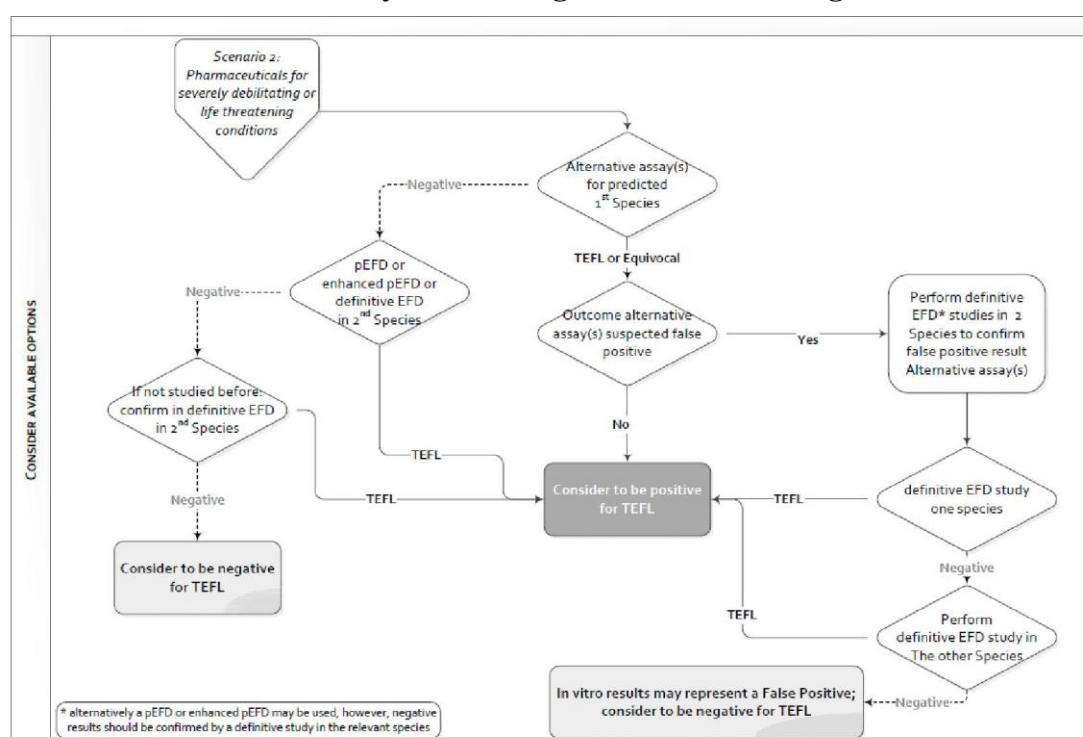 Scenario 2:
Pharmaceuticals for
severely debilitating or
life threatening
conditions
Alternative assay(s)
for predicted
1st Species
Negative
TEFL or Equivocal
pEFD or
enhanced pEFD or
definitive EFD
in 2nd Species
Negative
Outcome alternative
assay(s) suspected false
positive
Yes
Perform definitive
EFD* studies in 2
Species to confirm
false positive result
Alternative assay(s)
If not studied before:
confirm in definitive EFD
in 2nd Species
No
TEFL
TEFL
Negative
Consider to be positive
for TEFL
TEFL
definitive EFD study
one species
Negative
Consider to be negative
for TEFL
TEFL
Perform
definitive EFD study in
The other Species
Negative
In vitro results may represent a False Positive;
consider to be negative for TEFL
* alternatively a pEFD or enhanced pEFD may be used, however, negative
results should be confirmed by a definitive study in the relevant species
CONSIDER AVAILABLE OPTIONS